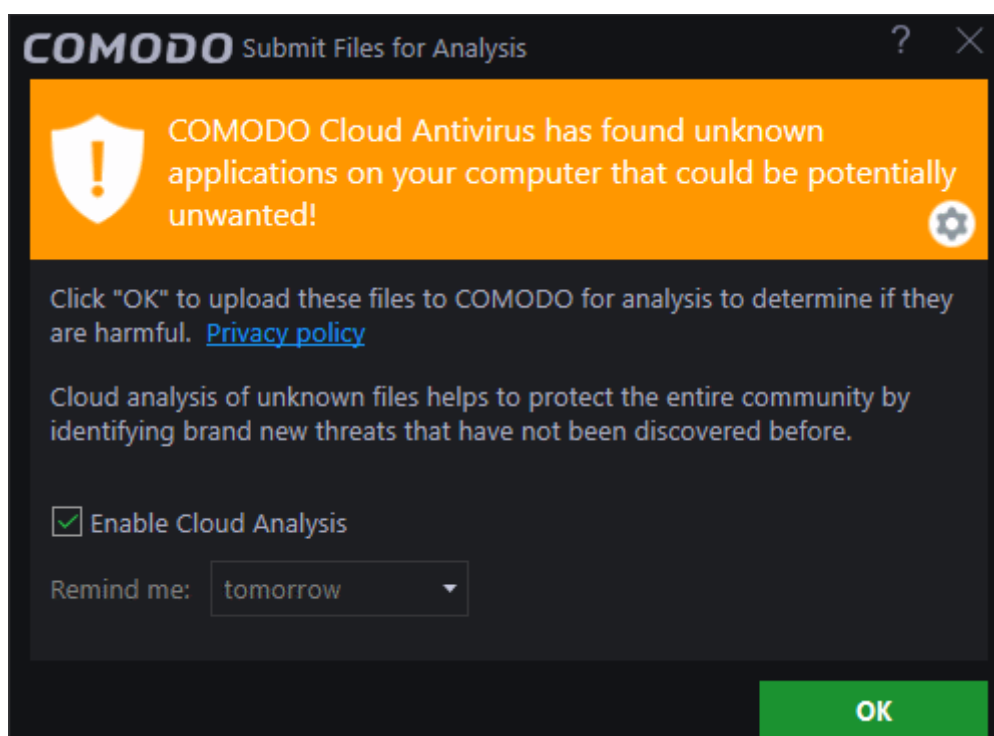 COMODO Submit Files for Analysis ?
COMODO Cloud Antivirus has found unknown
applications on your computer that could be potentially
unwanted!
Click "OK" to upload these files to COMODO for analysis to determine if they
are harmful. Privacy policy
Cloud analysis of unknown files helps to protect the entire community by
identifying brand new threats that have not been discovered before.
Enable Cloud Analysis
Remind me: tomorrow
OK